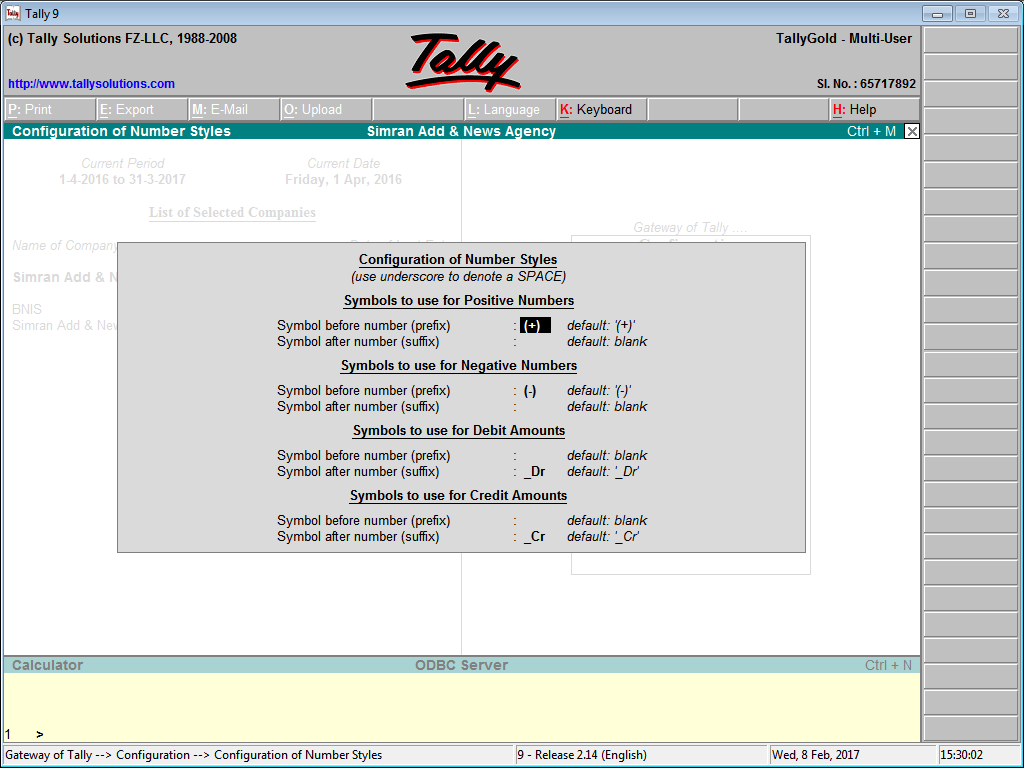 Tally 9
(c) Tally Solutions FZ-LLC, 1988-2008
Tally
TallyGold - Multi-User
http://www.tallysolutions.com
Sl. No. : 65717892
P: Print E: Export M: E-Mail O: Upload L: Language K: Keyboard H: Help
Configuration of Number Styles Simran Add & News Agency Ctrl + M
Current Period Current Date
1-4-2016 to 31-3-2017 Friday, 1 Apr, 2016
List of Selected Companies
Gateway of Tally ....
Name of Company
Simran Add & N
BNIS
Simran Add & New
Configuration of Number Styles
(use underscore to denote a SPACE)
Symbols to use for Positive Numbers
Symbol before number (prefix) : (+) default: '(+)'
Symbol after number (suffix) : default: blank
Symbols to use for Negative Numbers
Symbol before number (prefix) : (-) default: '(-)'
Symbol after number (suffix) : default: blank
Symbols to use for Debit Amounts
Symbol before number (prefix) : default: blank
Symbol after number (suffix) : _Dr default: '_Dr'
Symbols to use for Credit Amounts
Symbol before number (prefix) : default: blank
Symbol after number (suffix) : _Cr default: '_Cr'
Calculator ODBC Server Ctrl + N
1 >
Gateway of Tally --> Configuration --> Configuration of Number Styles 9 - Release 2.14 (English) Wed, 8 Feb, 2017 15:30:02